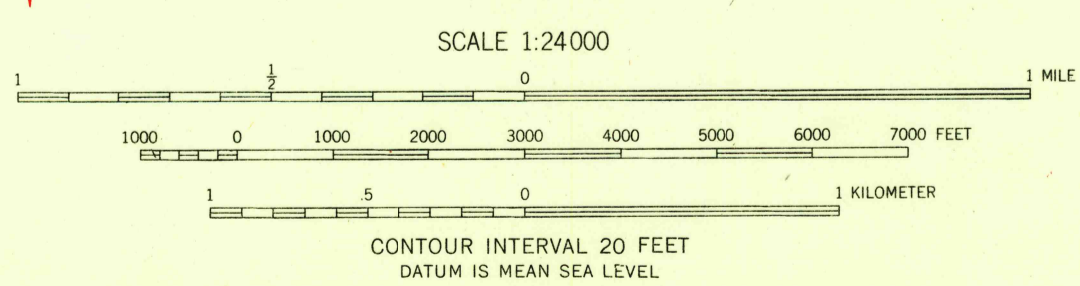 SCALE 1:24000
1 1/2 0 1 MILE
1000 0 1000 2000 3000 4000 5000 6000 7000 FEET
1 .5 0 1 KILOMETER
CONTOUR INTERVAL 20 FEET
DATUM IS MEAN SEA LEVEL